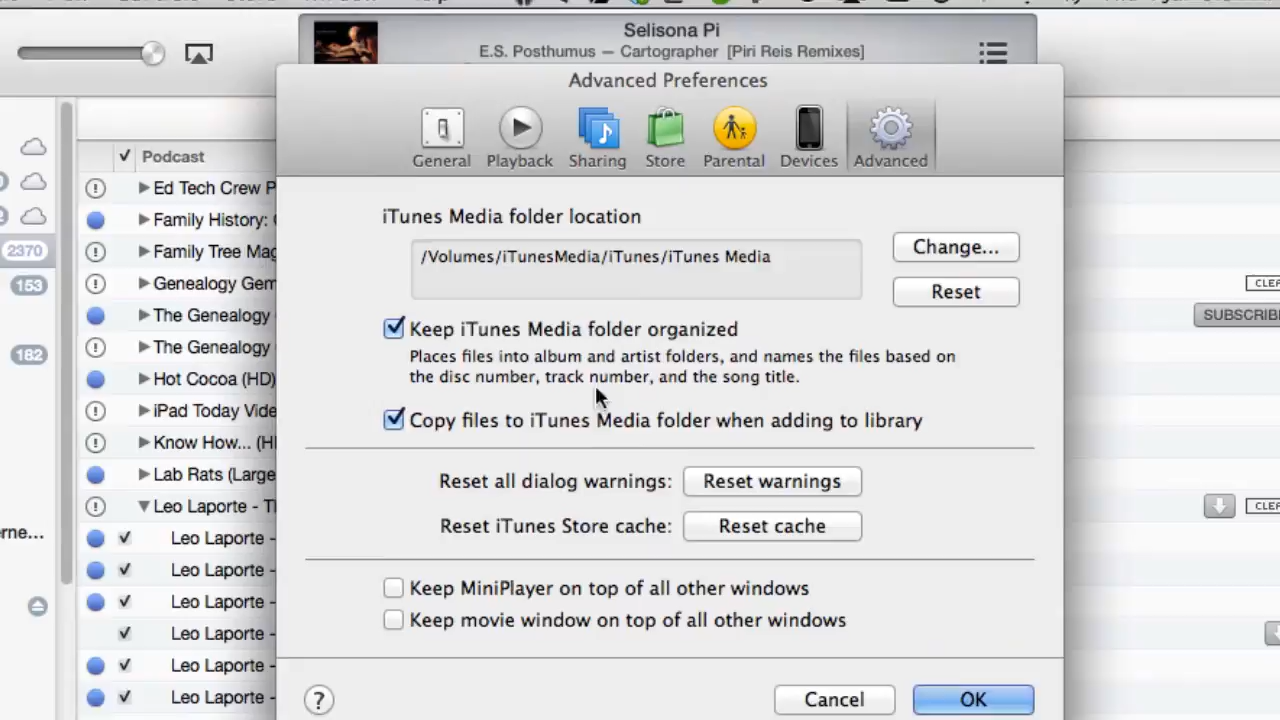 Selisona Pi
E.S. Posthumus — Cartographer [Piri Reis Remixes]
Advanced Preferences
General Playback Sharing Store Parental Devices Advanced
✓ Podcast
Ed Tech Crew P
Family History:
Family Tree Mag
Genealogy Gem
The Genealogy
The Genealogy
Hot Cocoa (HD)
iPad Today Vide
Know How... (H
Lab Rats (Large
Leo Laporte - T
Leo Laporte -
Leo Laporte -
Leo Laporte -
Leo Laporte -
Leo Laporte -
Leo Laporte -
2370
153
182
rne...
iTunes Media folder location
/Volumes/iTunesMedia/iTunes/iTunes Media
Change...
Reset
Keep iTunes Media folder organized
Places files into album and artist folders, and names the files based on
the disc number, track number, and the song title.
Copy files to iTunes Media folder when adding to library
Reset all dialog warnings: Reset warnings
Reset iTunes Store cache: Reset cache
Keep MiniPlayer on top of all other windows
Keep movie window on top of all other windows
? Cancel OK
CLE
SUBSCRIB
CLE